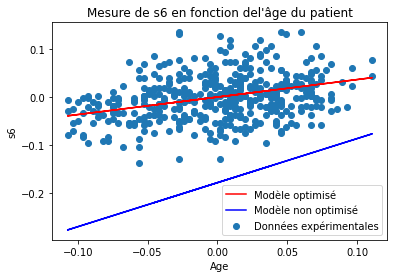 Mesure de s6 en fonction del'âge du patient
s6
0.1
0.0
−0.1
−0.2
−0.10
−0.05
0.00
0.05
0.10
Age
Modèle optimisé
Modèle non optimisé
Données expérimentales